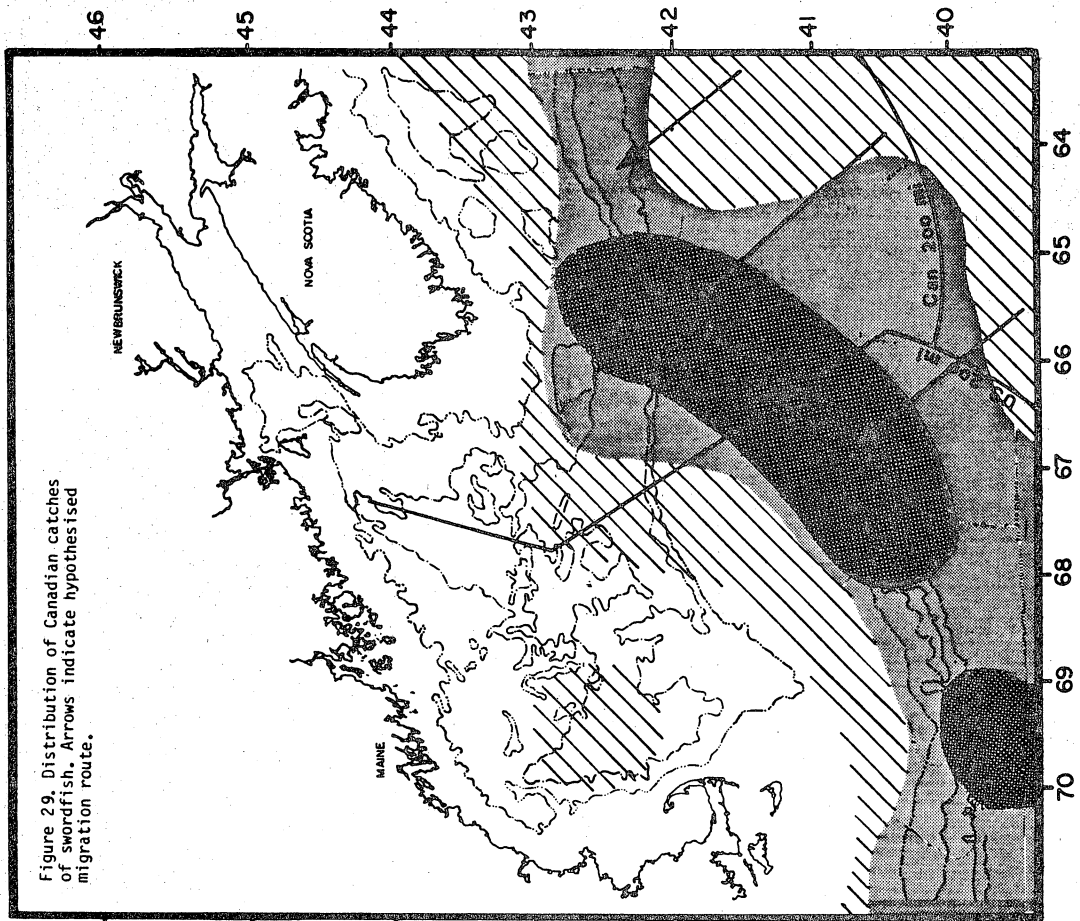 Figure 29. Distribution of Canadian catches
of swordfish. Arrows indicate hypothesised
migration route.
46
45
44
43
42
41
40
NEW BRUNSWICK
NOVA SCOTIA
MAINE
Can 200 mi
mi
64
65
66
67
68
69
70